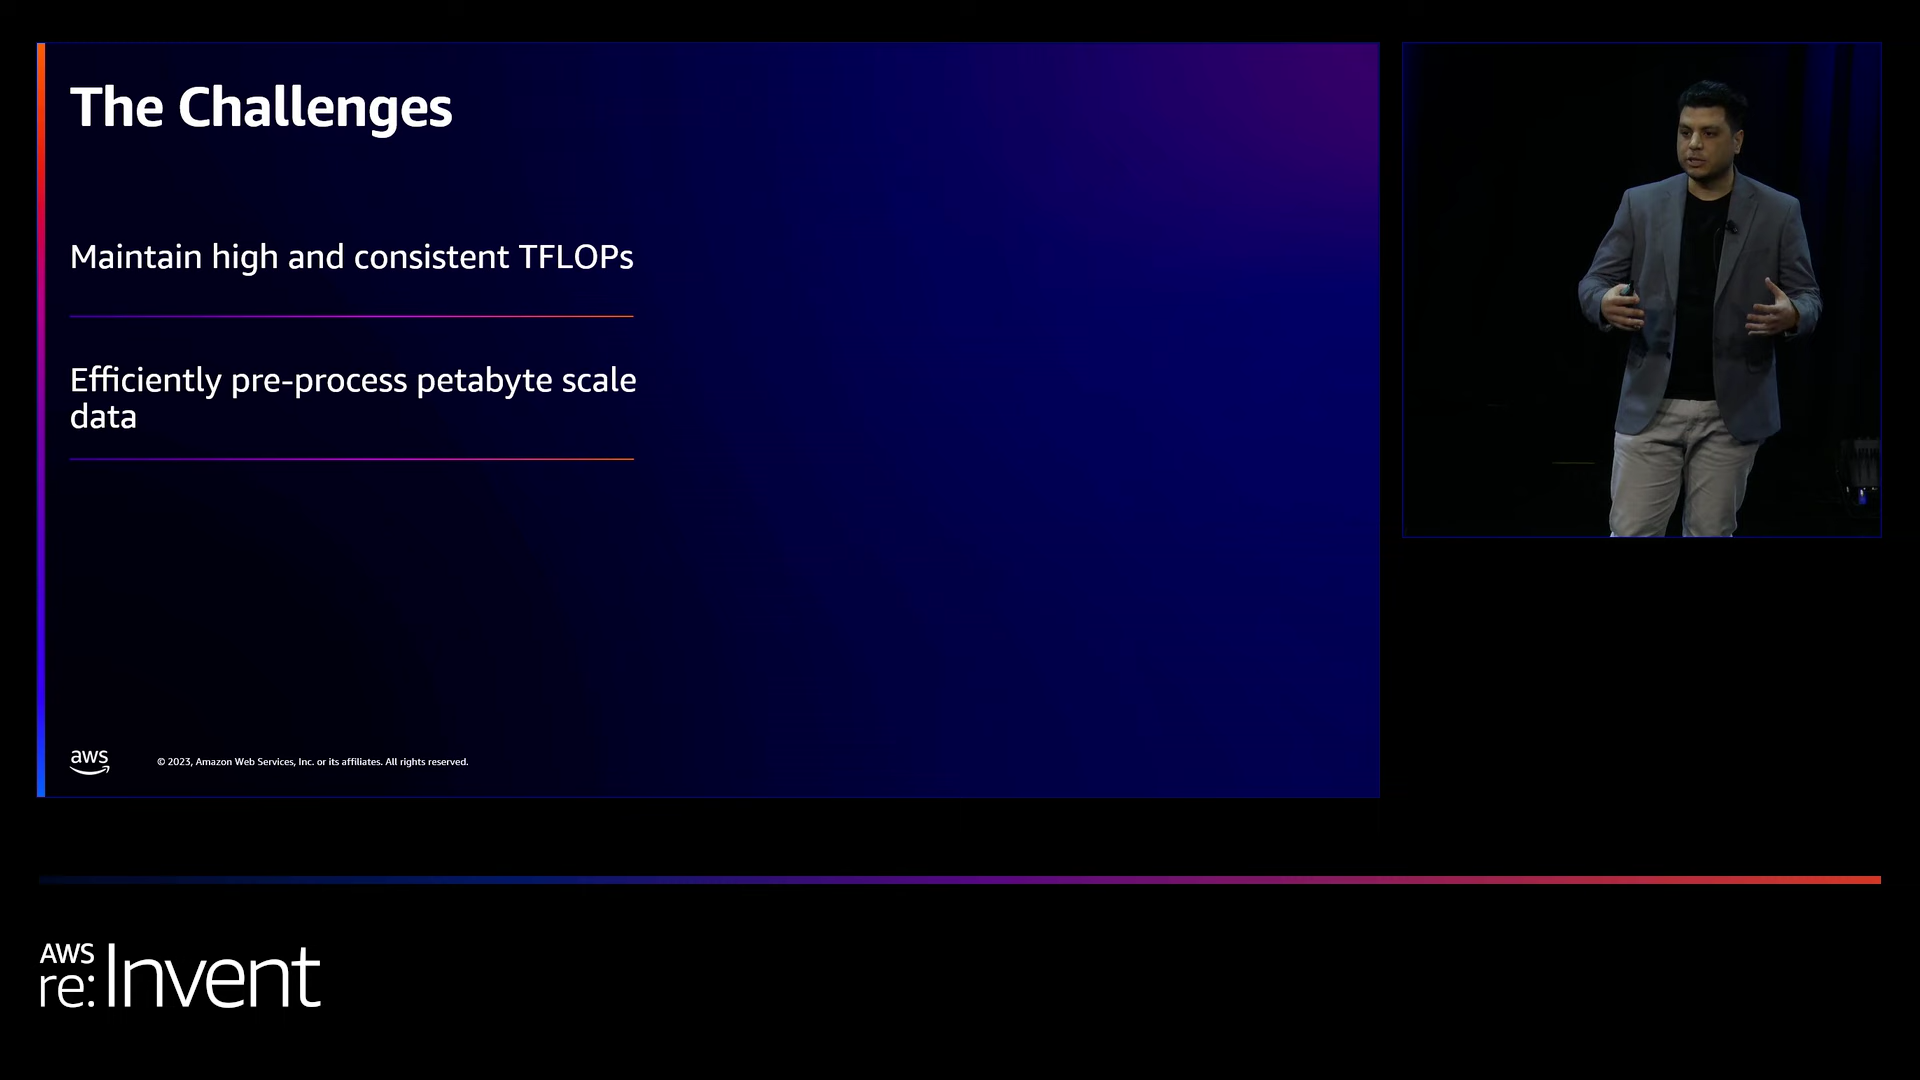 The Challenges
Maintain high and consistent TFLOPs
Efficiently pre-process petabyte scale
data
aws
© 2023, Amazon Web Services, Inc. or its affiliates. All rights reserved.
AWS
re:Invent